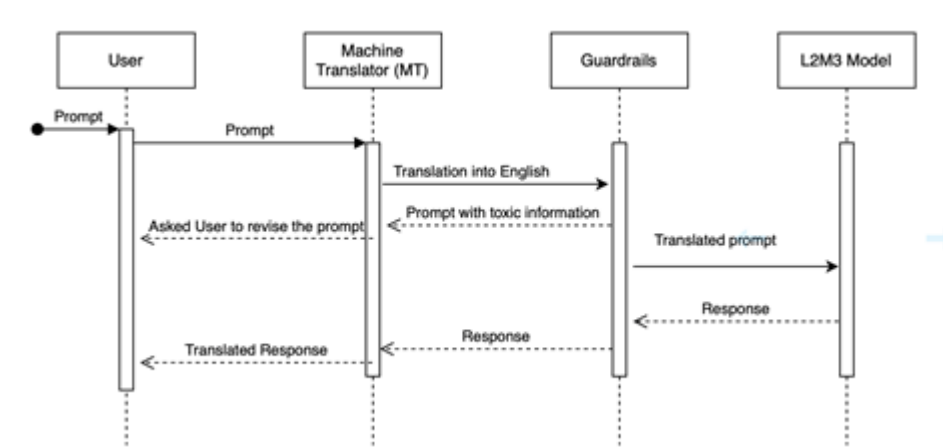 User
Machine
Translator (MT)
Guardrails
L2M3 Model
Prompt
Prompt
Translation into English
Prompt with toxic information
Asked User to revise the prompt
Translated prompt
Response
Response
Translated Response